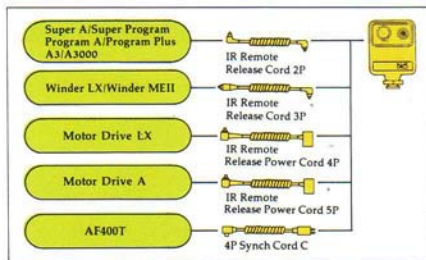 Super A/Super Program
Program A/Program Plus
A3/A3000
IR Remote
Release Cord 2P
Winder LX/Winder MEII
IR Remote
Release Cord 3P
Motor Drive LX
IR Remote
Release Power Cord 4P
Motor Drive A
IR Remote
Release Power Cord 5P
AF400T
4P Synch Cord C